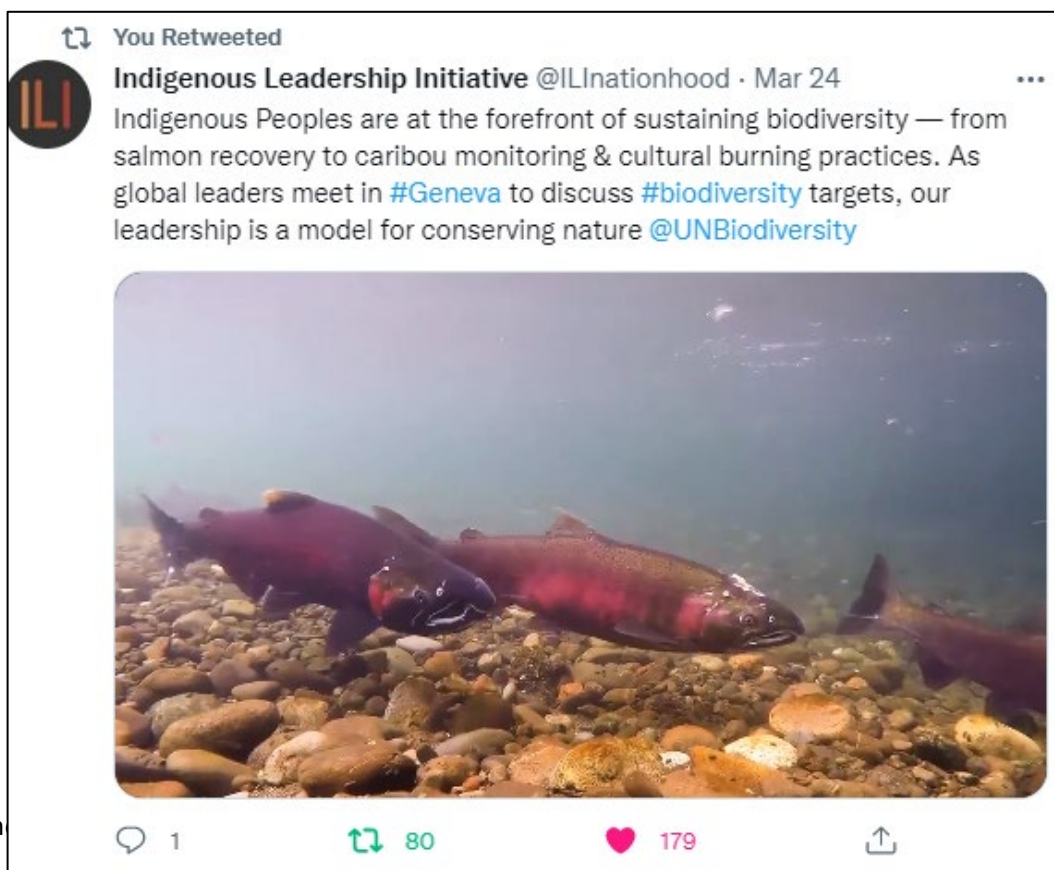 You Retweeted
Indigenous Leadership Initiative @ILInationhood · Mar 24
ILI
Indigenous Peoples are at the forefront of sustaining biodiversity — from
salmon recovery to caribou monitoring & cultural burning practices. As
global leaders meet in #Geneva to discuss #biodiversity targets, our
leadership is a model for conserving nature @UNBiodiversity
1 80 179